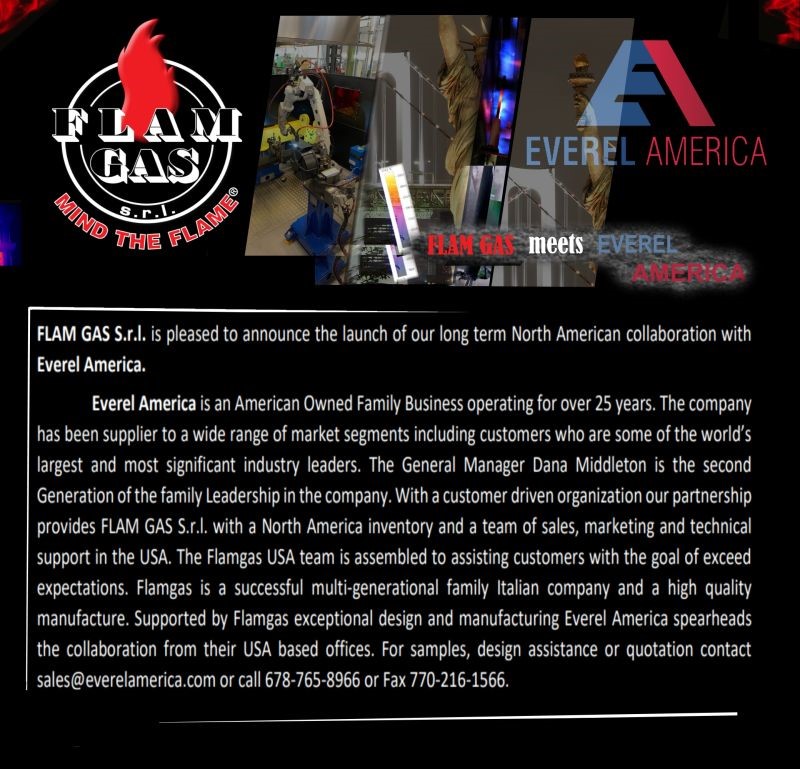 FLAM
GAS
s.r.l.
MIND THE FLAME®
EVEREL AMERICA
FLAM GAS meets EVEREL
AMERICA
FLAM GAS S.r.l. is pleased to announce the launch of our long term North American collaboration with
Everel America.
Everel America is an American Owned Family Business operating for over 25 years. The company
has been supplier to a wide range of market segments including customers who are some of the world's
largest and most significant industry leaders. The General Manager Dana Middleton is the second
Generation of the family Leadership in the company. With a customer driven organization our partnership
provides FLAM GAS S.r.l. with a North America inventory and a team of sales, marketing and technical
support in the USA. The Flamgas USA team is assembled to assisting customers with the goal of exceed
expectations. Flamgas is a successful multi-generational family Italian company and a high quality
manufacture. Supported by Flamgas exceptional design and manufacturing Everel America spearheads
the collaboration from their USA based offices. For samples, design assistance or quotation contact
sales@everelamerica.com or call 678-765-8966 or Fax 770-216-1566.